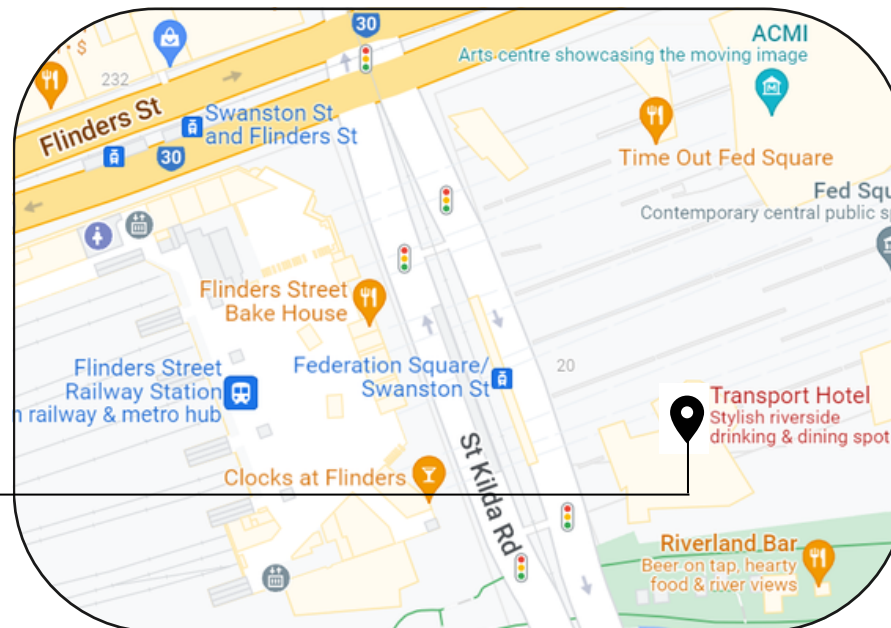 30
ACMI
Arts centre showcasing the moving image
• $
232
Flinders St
Swanston St
and Flinders St
30
Time Out Fed Square
Fed Squ
Contemporary central public sp
Flinders Street
Bake House
Flinders Street
Railway Station
n railway & metro hub
Federation Square/
Swanston St
20
Transport Hotel
Stylish riverside
drinking & dining spot
Clocks at Flinders
St Kilda Rd
Riverland Bar
Beer on tap, hearty
food & river views